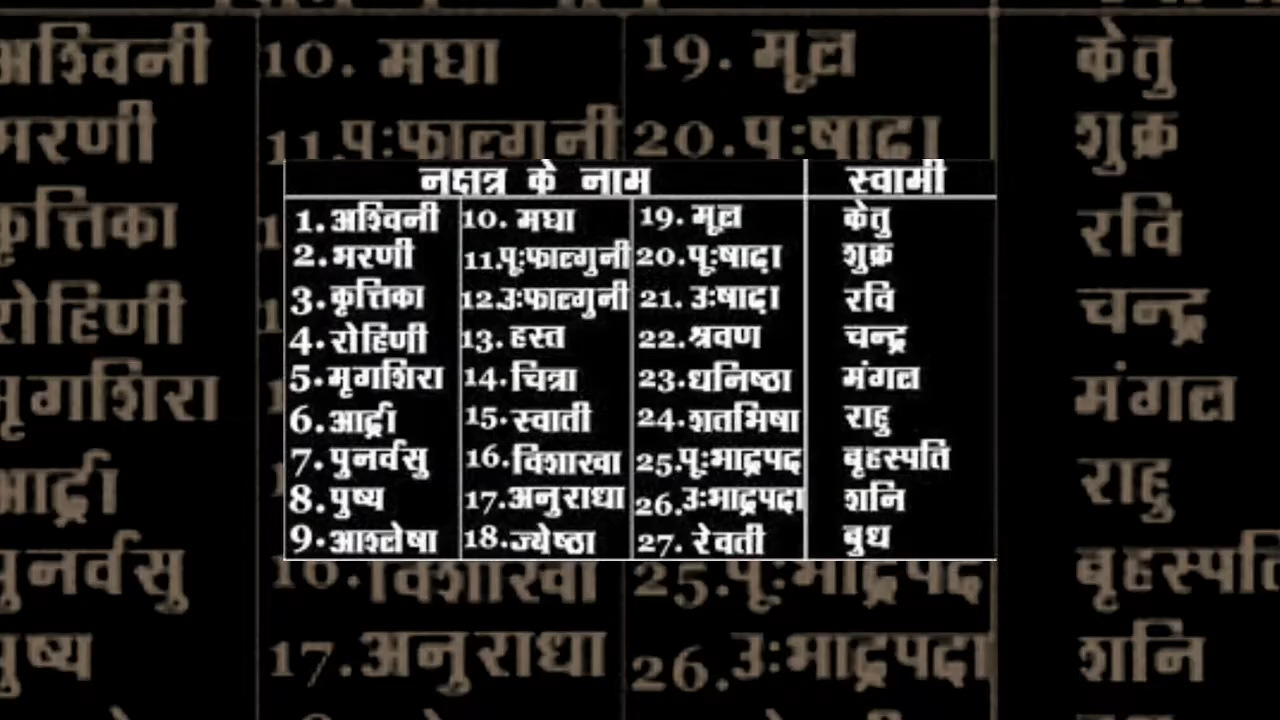 नक्षत्र के नाम स्वामी
1. अश्विनी 10. मघा 19. मूल केतु
2. भरणी 11. पू:फाल्गुनी 20. पू:षाढ़ा शुक्र
3. कृत्तिका 12. उ:फाल्गुनी 21. उ:षाढ़ा रवि
4. रोहिणी 13. हस्त 22. श्रवण चन्द्र
5. मृगशिरा 14. चित्रा 23. धनिष्ठा मंगल
6. आर्द्रा 15. स्वाती 24. शतभिषा राहु
7. पुनर्वसु 16. विशाखा 25. पू:भाद्रपद बृहस्पति
8. पुष्य 17. अनुराधा 26. उ:भाद्रपदा शनि
9. आश्लेषा 18. ज्येष्ठा 27. रेवती बुध